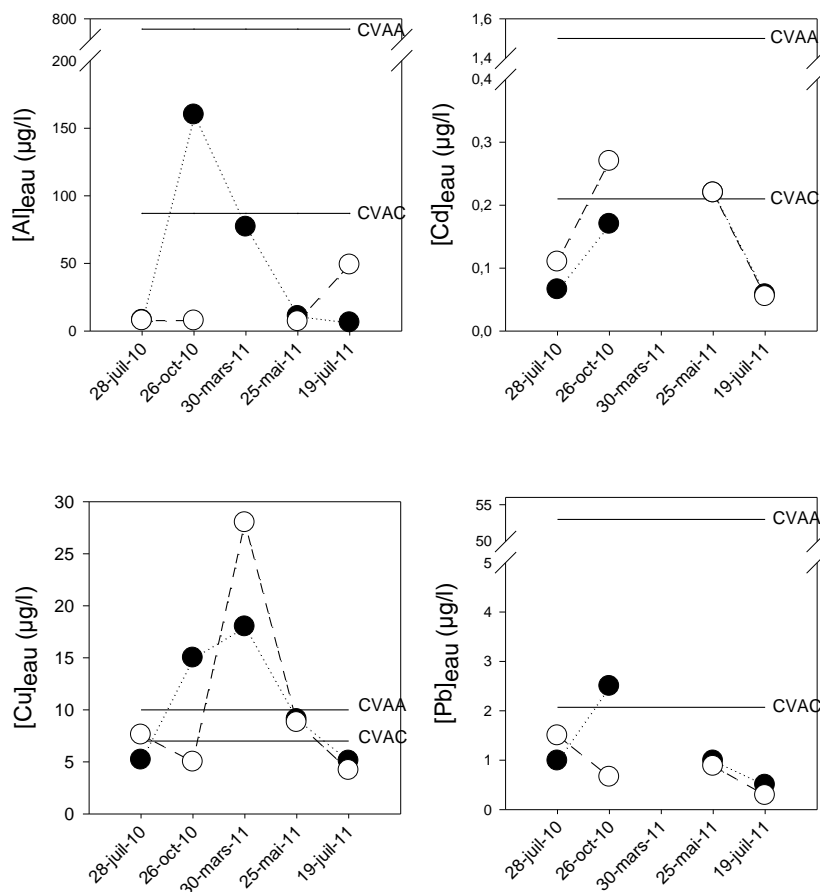 800
CVAA
200
150
100
CVAC
50
0
[Al]eau (µg/l)
28-juil-10
26-oct-10
30-mars-11
25-mai-11
19-juil-11
1,6
CVAA
1,4
0,4
0,3
CVAC
0,2
0,1
0,0
[Cd]eau (µg/l)
28-juil-10
26-oct-10
30-mars-11
25-mai-11
19-juil-11
30
25
20
15
10
CVAA
CVAC
5
0
[Cu]eau (µg/l)
28-juil-10
26-oct-10
30-mars-11
25-mai-11
19-juil-11
55
CVAA
50
5
4
3
2
CVAC
1
0
[Pb]eau (µg/l)
28-juil-10
26-oct-10
30-mars-11
25-mai-11
19-juil-11